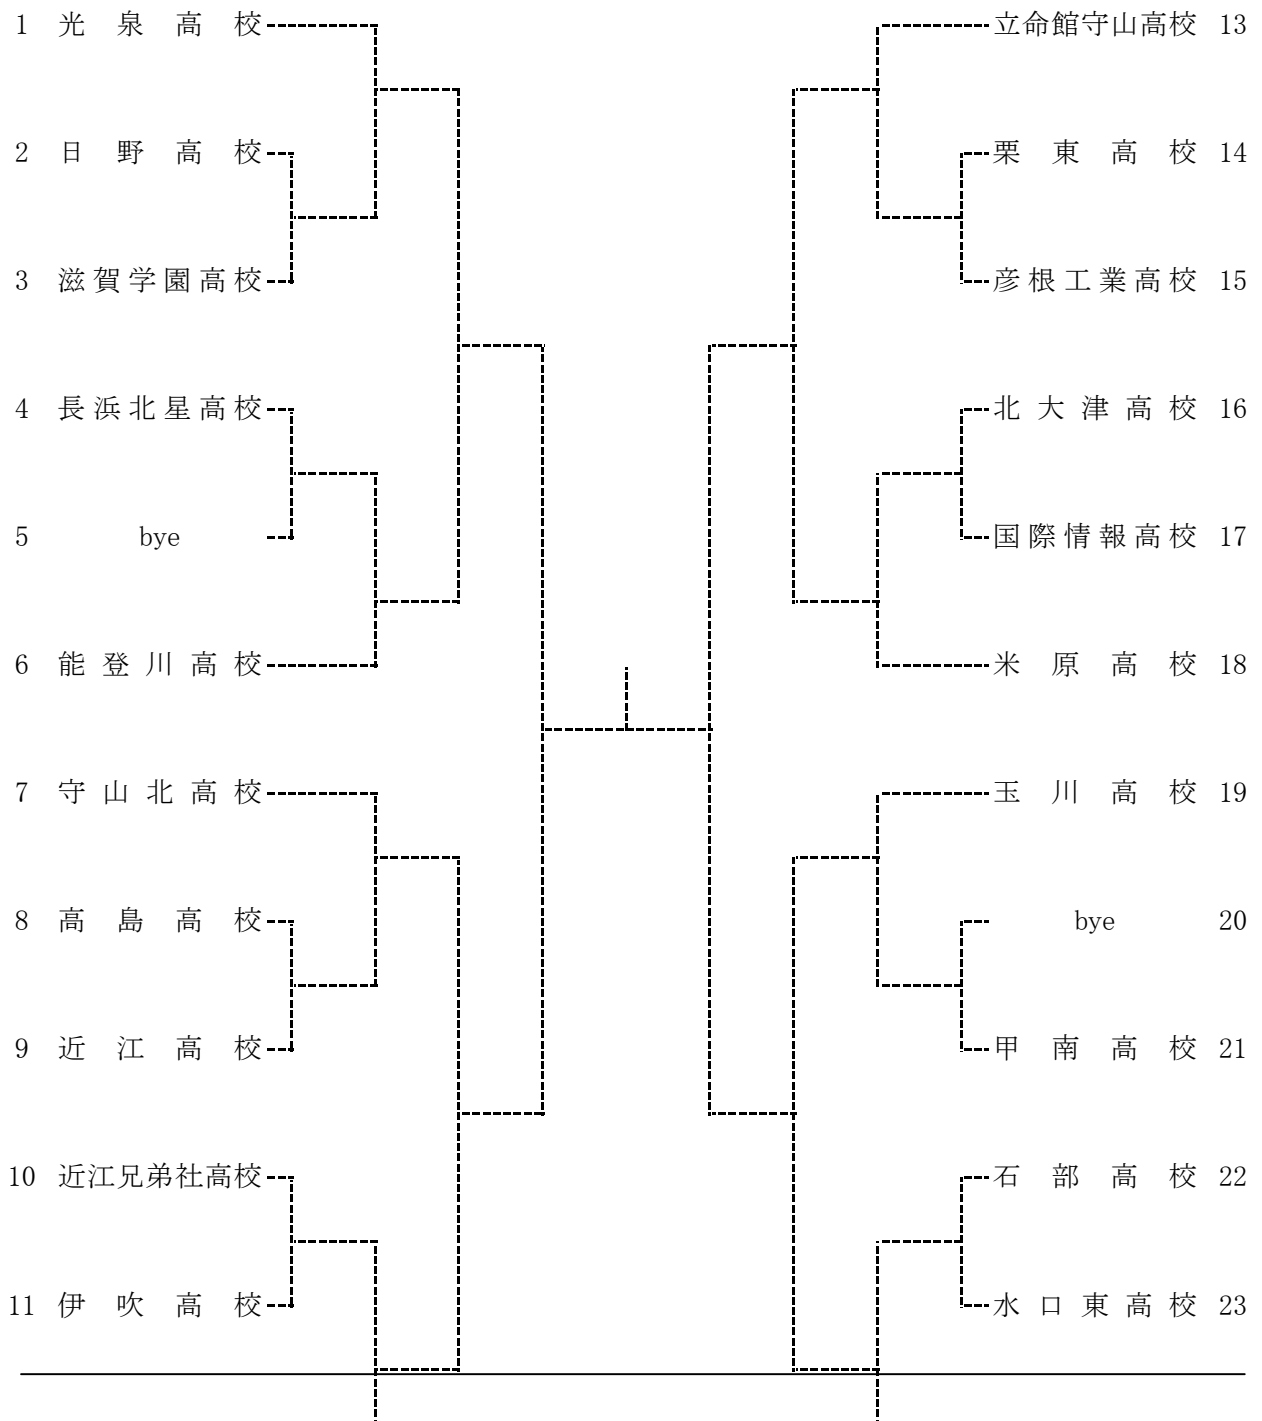 1 光泉高校
2 日野高校
3 滋賀学園高校
4 長浜北星高校
5 bye
6 能登川高校
7 守山北高校
8 高島高校
9 近江高校
10 近江兄弟社高校
11 伊吹高校
立命館守山高校 13
栗東高校 14
彦根工業高校 15
北大津高校 16
国際情報高校 17
米原高校 18
玉川高校 19
bye 20
甲南高校 21
石部高校 22
水口東高校 23